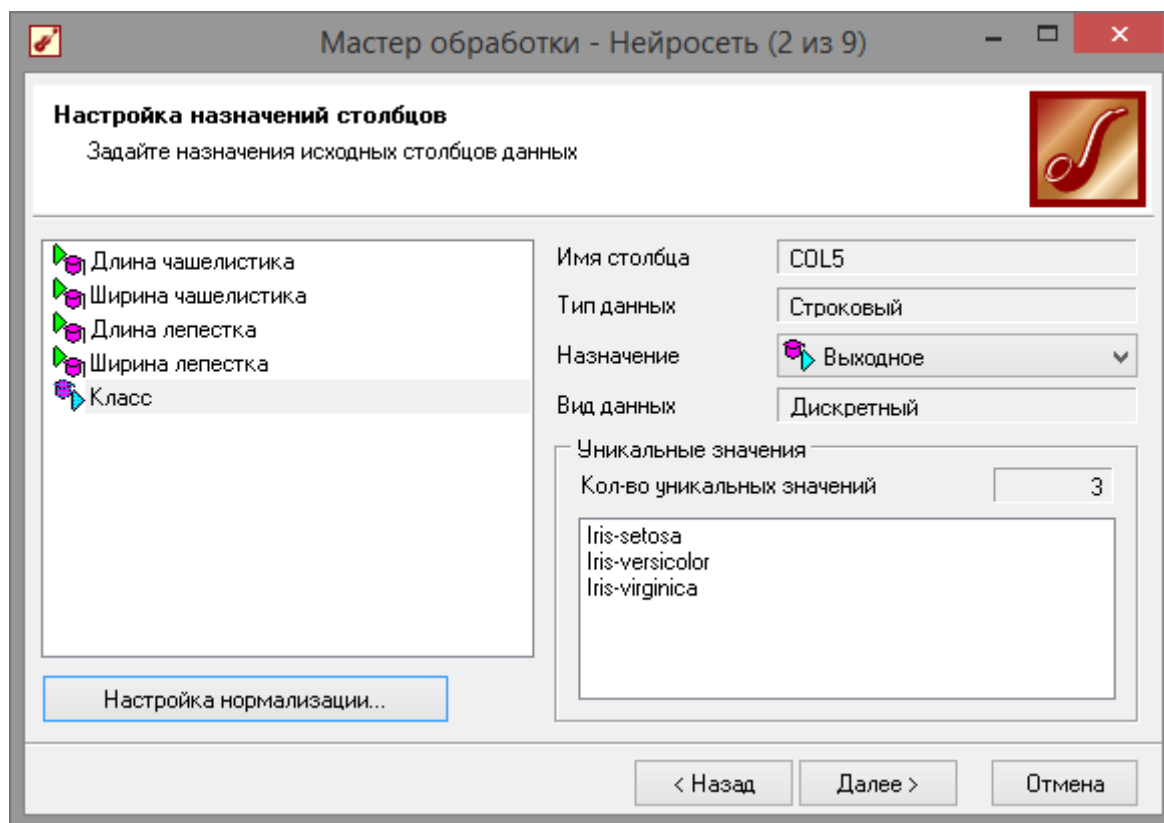 Мастер обработки - Нейросеть (2 из 9)
Настройка назначений столбцов
Задайте назначения исходных столбцов данных
Длина чашелистика
Ширина чашелистика
Длина лепестка
Ширина лепестка
Класс
Настройка нормализации...
Имя столбца COL5
Тип данных Строковый
Назначение Выходное
Вид данных Дискретный
Уникальные значения
Кол-во уникальных значений 3
Iris-setosa
Iris-versicolor
Iris-virginica
< Назад Далее > Отмена